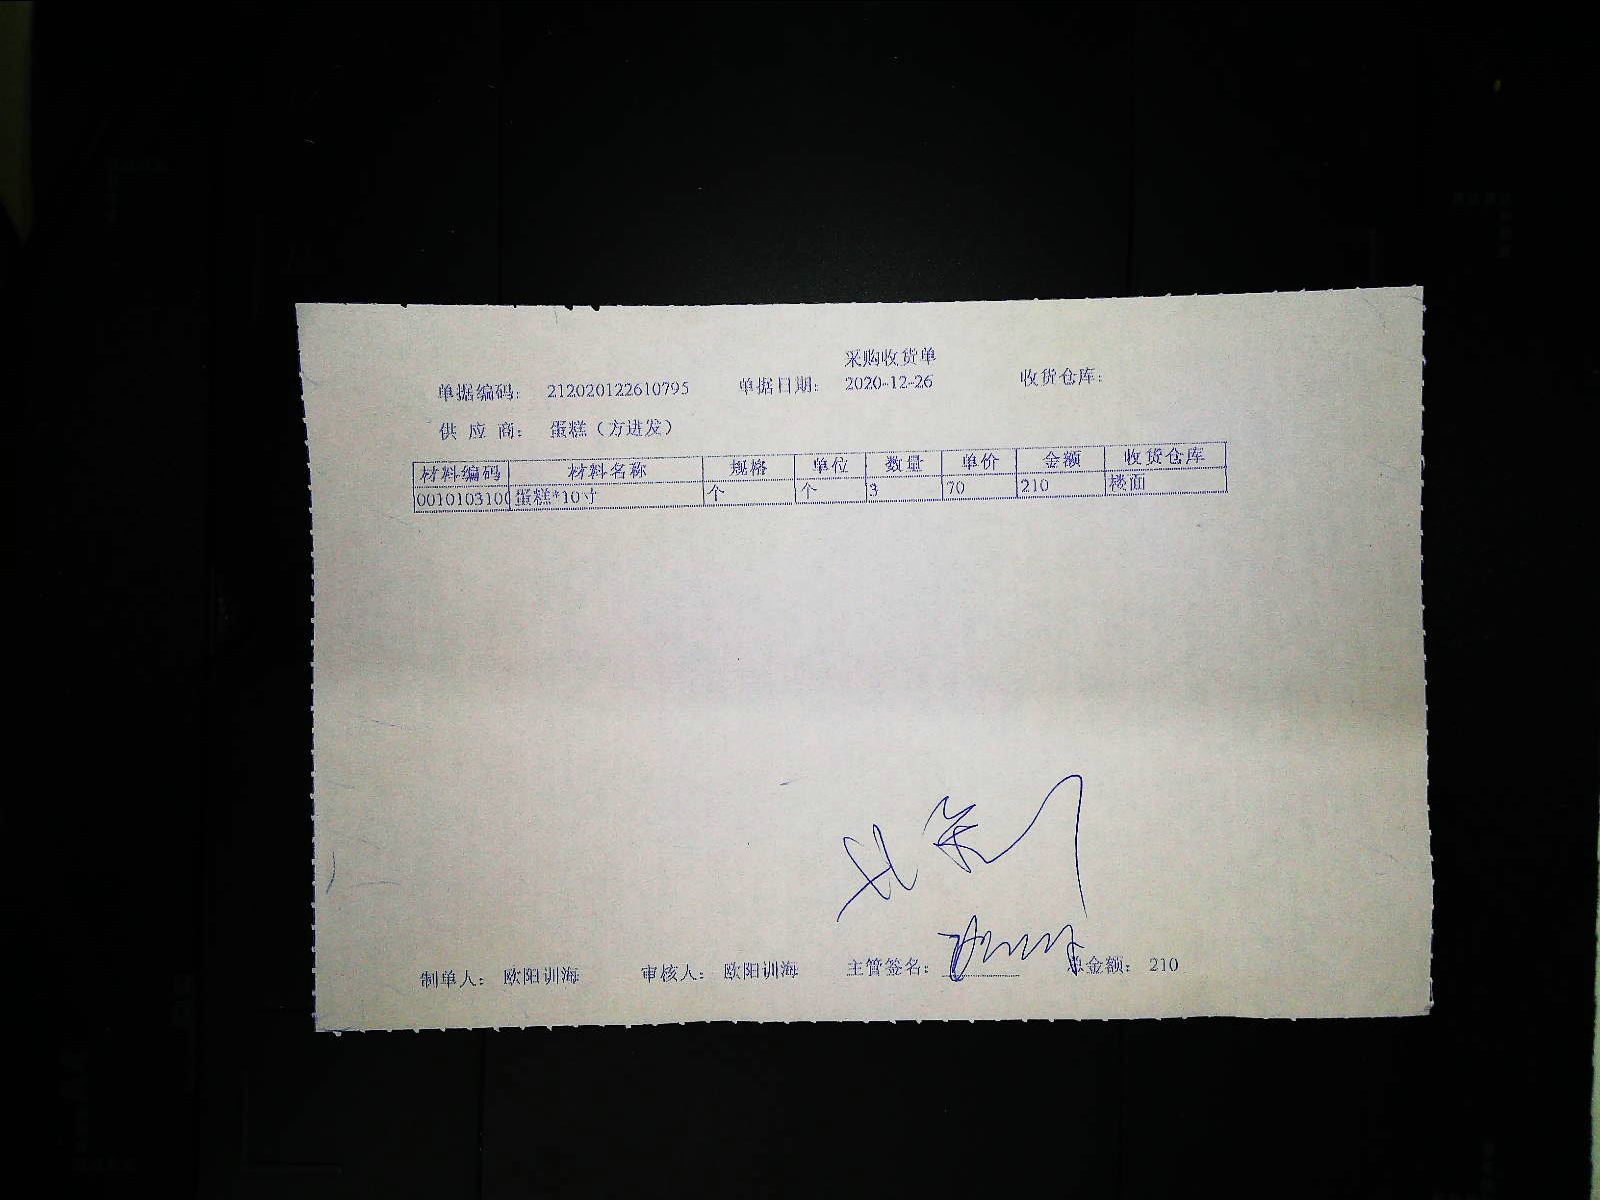 采购收货单
单据编码： 212020122610795 单据日期： 2020-12-26 收货仓库：
供 应 商： 蛋糕（方进发）
材料编码 材料名称 规格 单位 数量 单价 金额 收货仓库
0010103100 蛋糕*10寸 个 个 3 70 210 楼面
制单人： 欧阳训海 审核人： 欧阳训海 主管签名： 总金额： 210